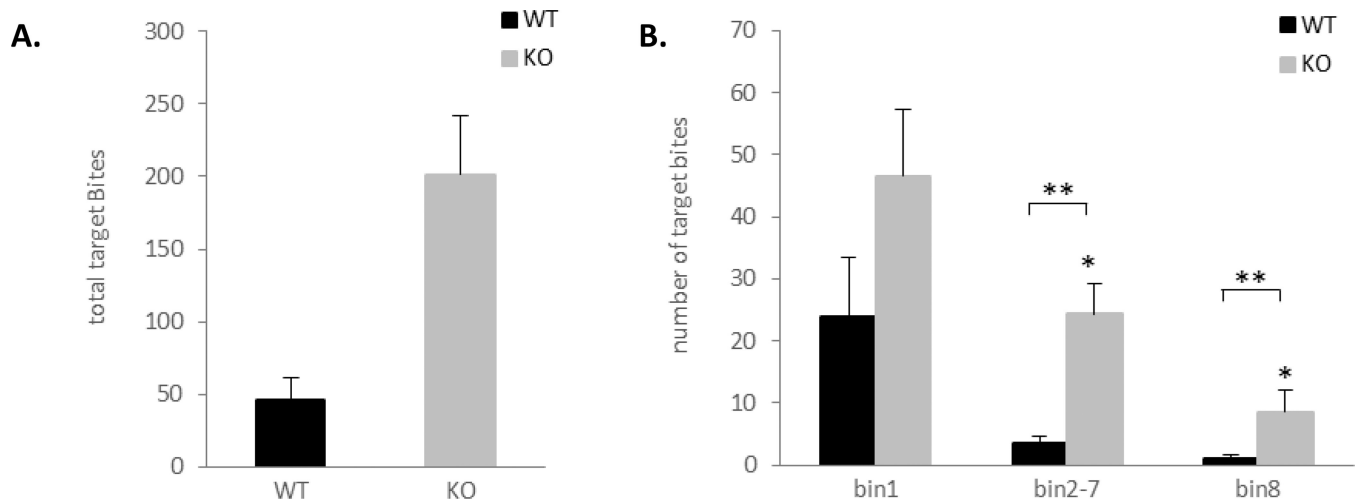 A.
total target Bites
300
250
200
150
100
50
0
WT
KO
WT
KO
B.
number of target bites
70
60
50
40
30
20
10
0
WT
KO
**
*
**
*
bin1
bin2-7
bin8